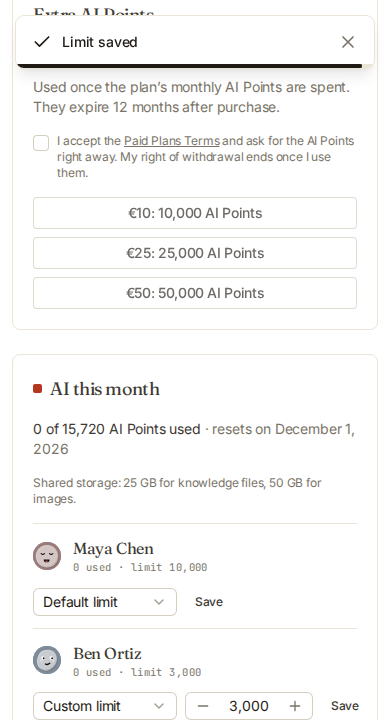 Extra AI Points
Limit saved
Used once the plan's monthly AI Points are spent.
They expire 12 months after purchase.
I accept the Paid Plans Terms and ask for the AI Points
right away. My right of withdrawal ends once I use
them.
€10: 10,000 AI Points
€25: 25,000 AI Points
€50: 50,000 AI Points
AI this month
0 of 15,720 AI Points used · resets on December 1,
2026
Shared storage: 25 GB for knowledge files, 50 GB for
images.
Maya Chen
0 used · limit 10,000
Default limit
Save
Ben Ortiz
0 used · limit 3,000
Custom limit
3,000
Save